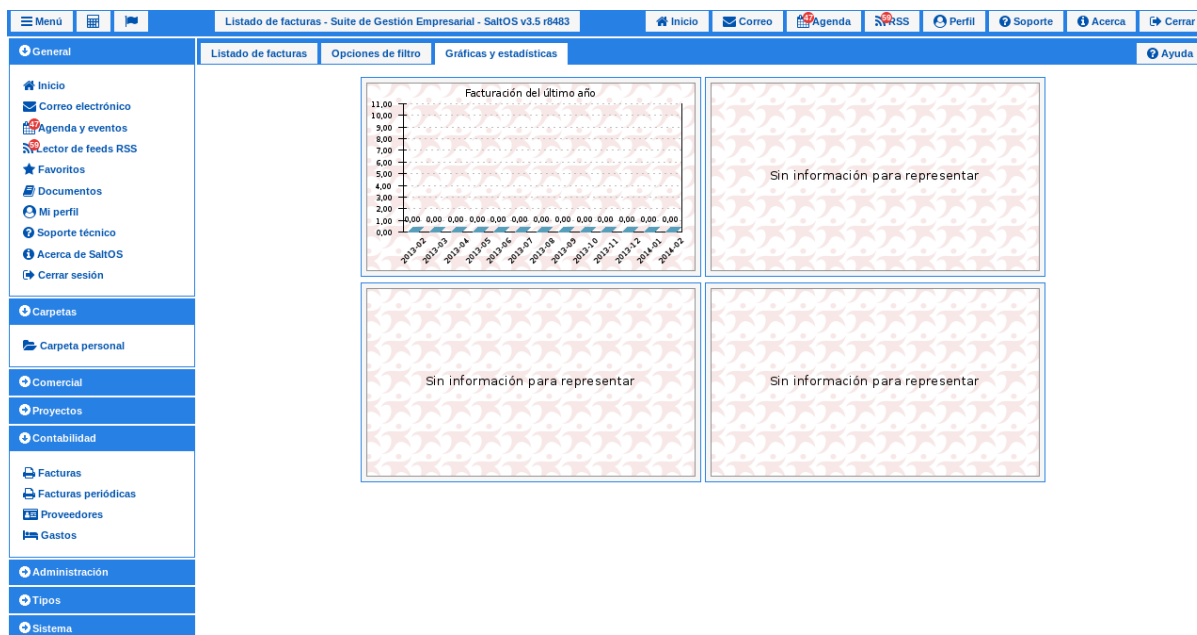 Menú
Listado de facturas - Suite de Gestión Empresarial - SaltOS v3.5 r8483
Inicio
Correo
47
Agenda
59
RSS
Perfil
Soporte
Acerca
Cerrar
General
Inicio
Correo electrónico
47
Agenda y eventos
59
Lector de feeds RSS
Favoritos
Documentos
Mi perfil
Soporte técnico
Acerca de SaltOS
Cerrar sesión
Carpetas
Carpeta personal
Comercial
Proyectos
Contabilidad
Facturas
Facturas periódicas
Proveedores
Gastos
Administración
Tipos
Sistema
Listado de facturas
Opciones de filtro
Gráficas y estadísticas
Ayuda
Facturación del último año
11,00
10,00
9,00
8,00
7,00
6,00
5,00
4,00
3,00
2,00
1,00
0,00
0,00 0,00 0,00 0,00 0,00 0,00 0,00 0,00 0,00 0,00 0,00 0,00 0,00
2013-02 2013-03 2013-04 2013-05 2013-06 2013-07 2013-08 2013-09 2013-10 2013-11 2013-12 2014-01 2014-02
Sin información para representar
Sin información para representar
Sin información para representar